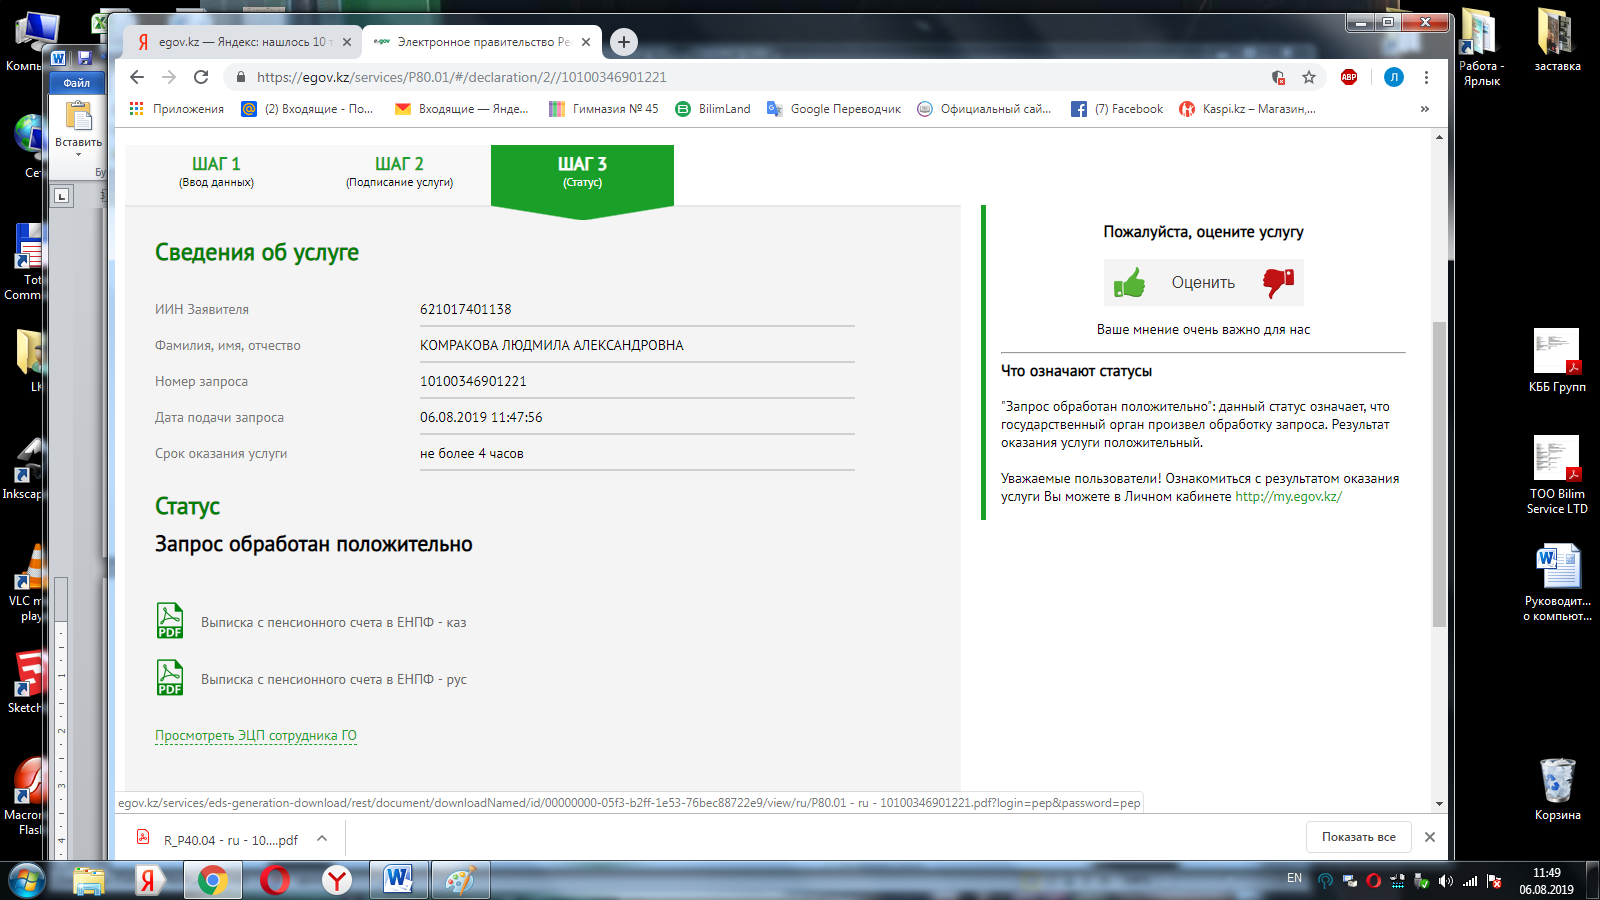 egov.kz — Яндекс: нашлось 10 т
Электронное правительство Ре
https://egov.kz/services/P80.01/#/declaration/2//10100346901221
Приложения
(2) Входящие - По...
Входящие — Янде...
Гимназия № 45
BilimLand
Google Переводчик
Официальный сай...
(7) Facebook
Kaspi.kz – Магазин,...
»
Файл
Вставить
ШАГ 1
(Ввод данных)
ШАГ 2
(Подписание услуги)
ШАГ 3
(Статус)
Сведения об услуге
ИИН Заявителя
621017401138
Фамилия, имя, отчество
КОМРАКОВА ЛЮДМИЛА АЛЕКСАНДРОВНА
Номер запроса
10100346901221
Дата подачи запроса
06.08.2019 11:47:56
Срок оказания услуги
не более 4 часов
Статус
Запрос обработан положительно
PDF
Выписка с пенсионного счета в ЕНПФ - каз
PDF
Выписка с пенсионного счета в ЕНПФ - рус
Просмотреть ЭЦП сотрудника ГО
Пожалуйста, оцените услугу
Оценить
Ваше мнение очень важно для нас
Что означают статусы
"Запрос обработан положительно": данный статус означает, что
государственный орган произвел обработку запроса. Результат
оказания услуги положительный.
Уважаемые пользователи! Ознакомиться с результатом оказания
услуги Вы можете в Личном кабинете http://my.egov.kz/
egov.kz/services/eds-generation-download/rest/document/downloadNamed/id/00000000-05f3-b2ff-1e53-76bec88722e9/view/ru/P80.01 - ru - 10100346901221.pdf?login=pep&password=pep
R_P40.04 - ru - 10....pdf
Показать все
Работа -
Ярлык
заставка
КББ Групп
ТОО Bilim
Service LTD
Руководит...
о компьют...
Корзина
Tot
Comm
Inkscap
VLC m
play
Sketch
Macron
Flash
EN
11:49
06.08.2019